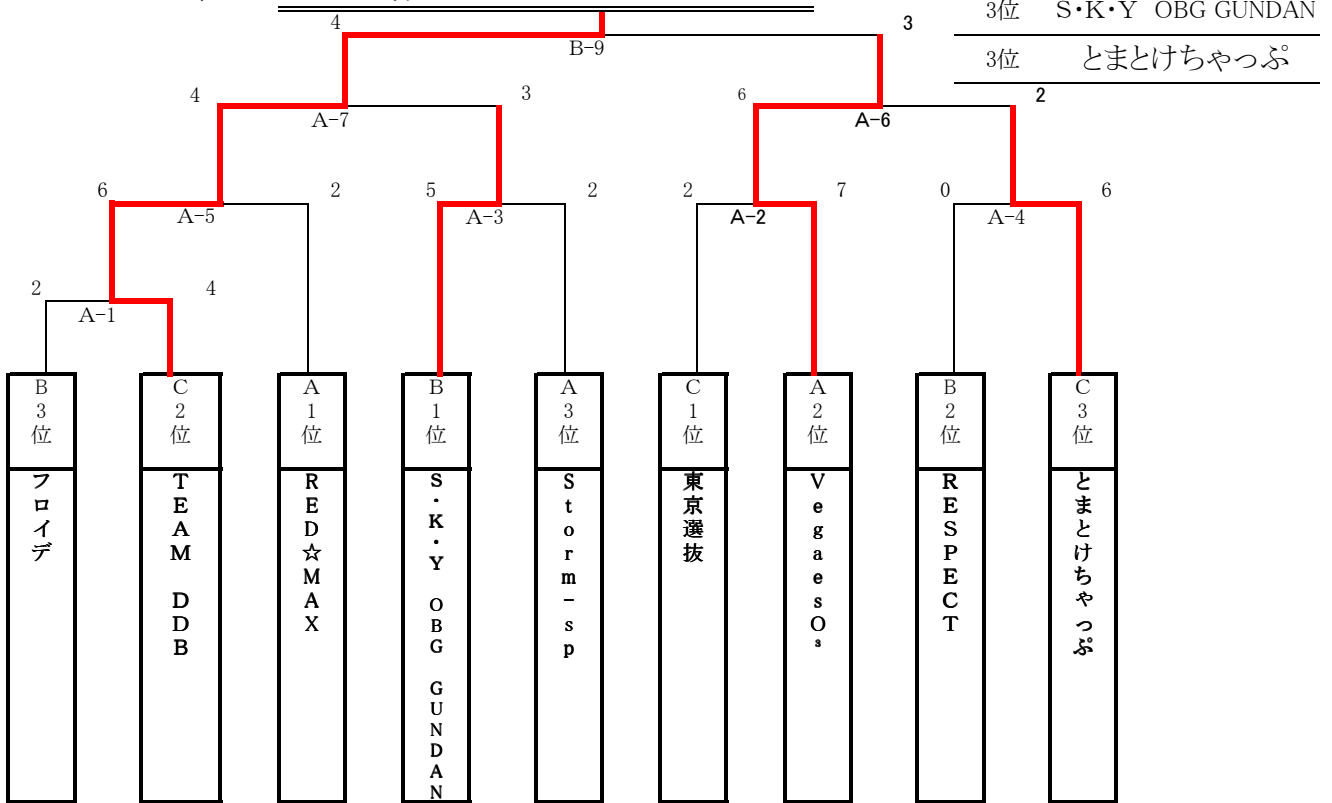 4
3
B-9
3位 S・K・Y OBG GUNDAN
3位 とまとけちゃっぷ
4
3
6
2
A-7
A-6
6
2
5
2
2
7
0
6
A-5
A-3
A-2
A-4
2
4
A-1
B3位
フロイデ
C2位
TEAM DDB
A1位
RED☆MAX
B1位
S・K・Y OBG GUNDAN
A3位
Storm-sp
C1位
東京選抜
A2位
VegaesO³
B2位
RESPECT
C3位
とまとけちゃっぷ